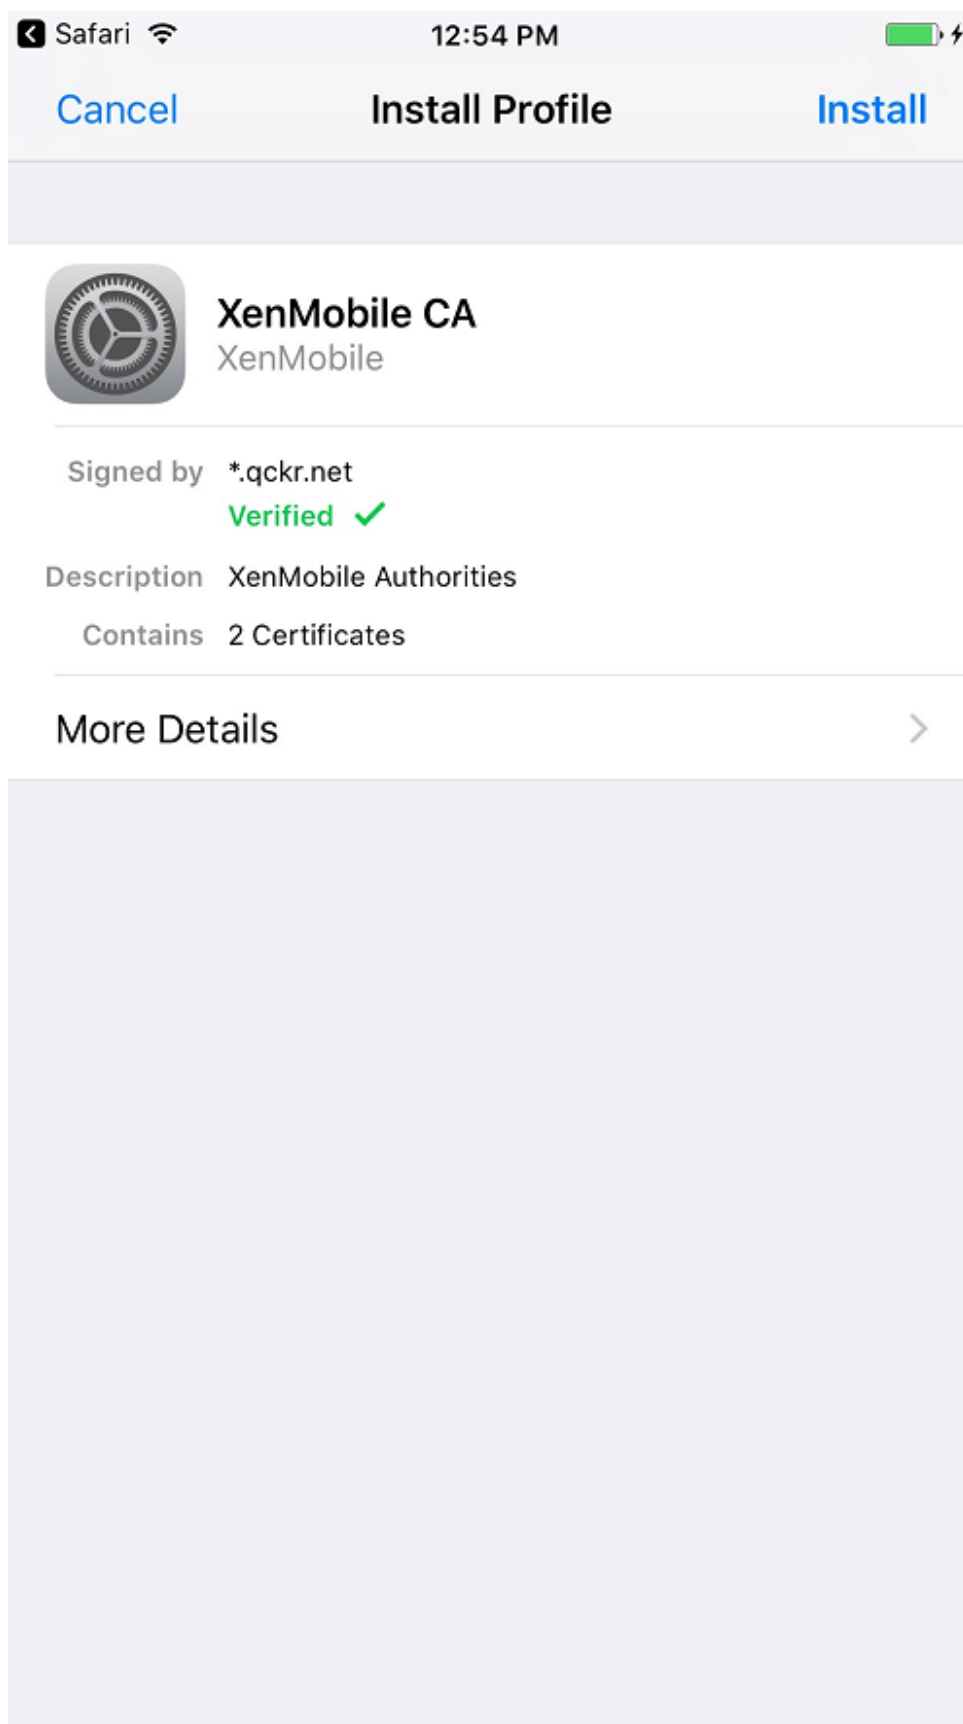 Safari 12:54 PM
Cancel Install Profile Install
XenMobile CA
XenMobile
Signed by *.qckr.net
Verified
Description XenMobile Authorities
Contains 2 Certificates
More Details